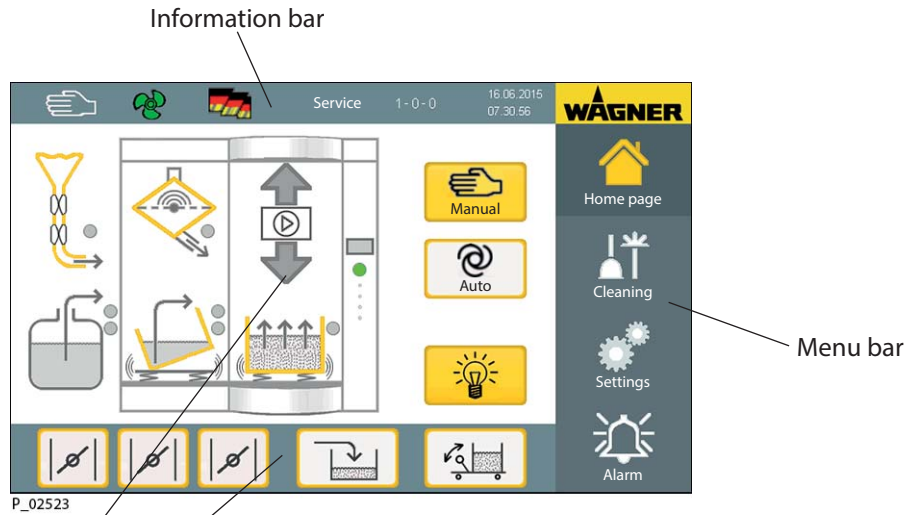 Information bar
Service 1 - 0 - 0 16.06.2015
07.30.56
WAGNER
Manual
Home page
Auto
Cleaning
Menu bar
Settings
Alarm
P_02523